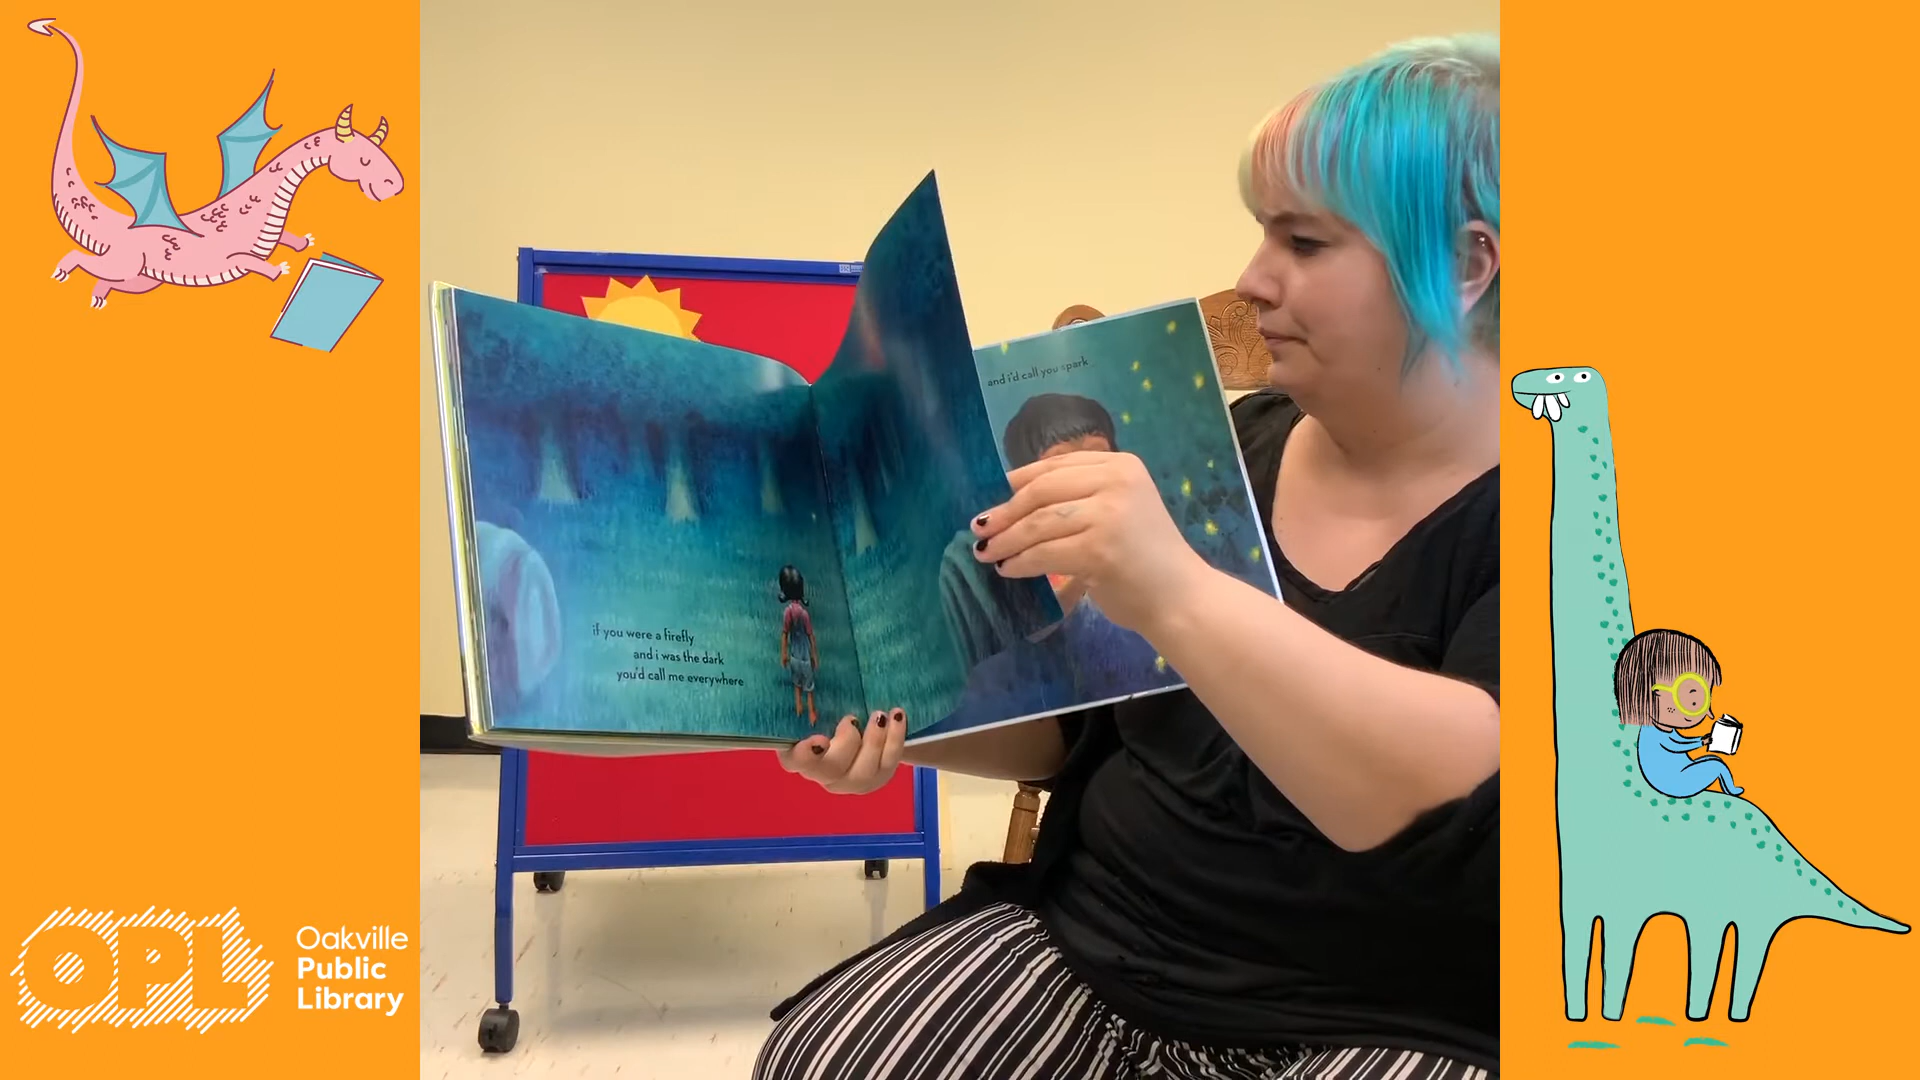 and i'd call you spark
if you were a firefly
and i was the dark
you'd call me everywhere
OPL
Oakville
Public
Library